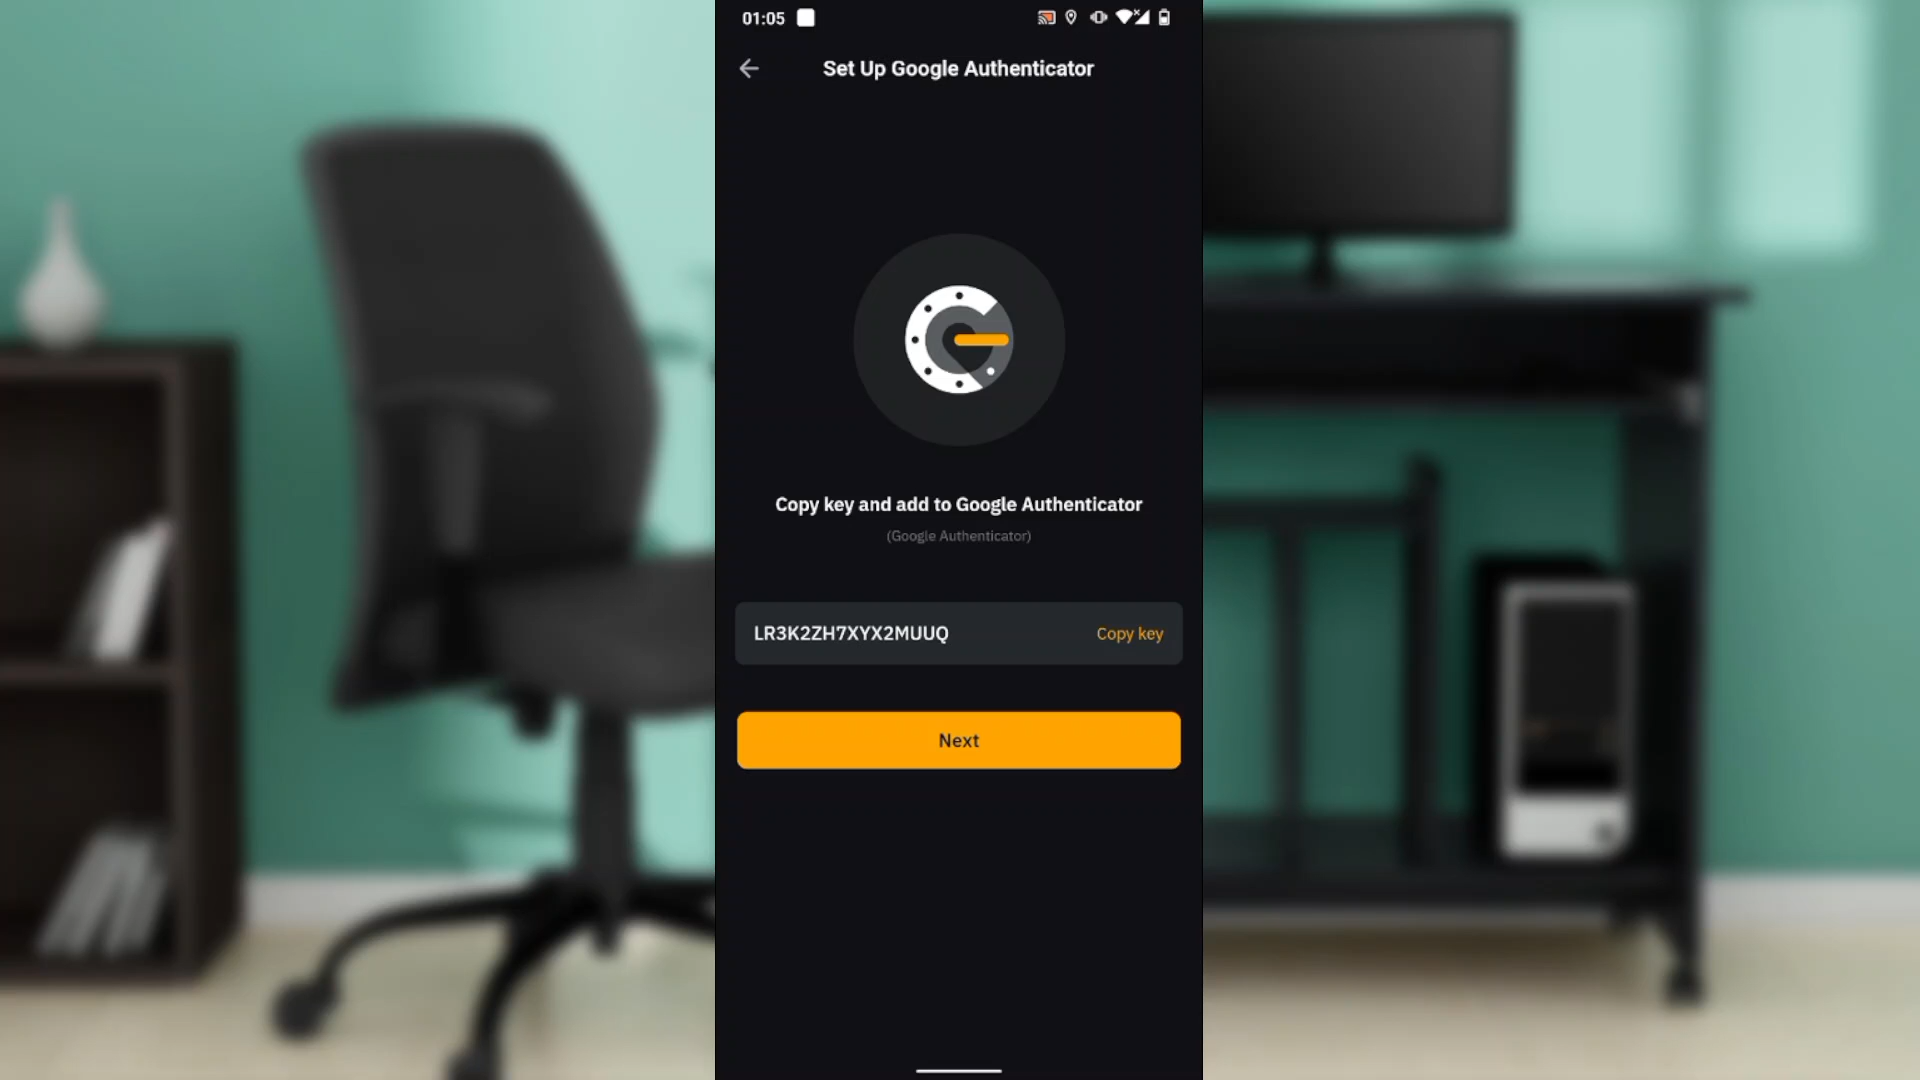 01:05
Set Up Google Authenticator
Copy key and add to Google Authenticator
(Google Authenticator)
LR3K2ZH7XYX2MUUQ
Copy key
Next